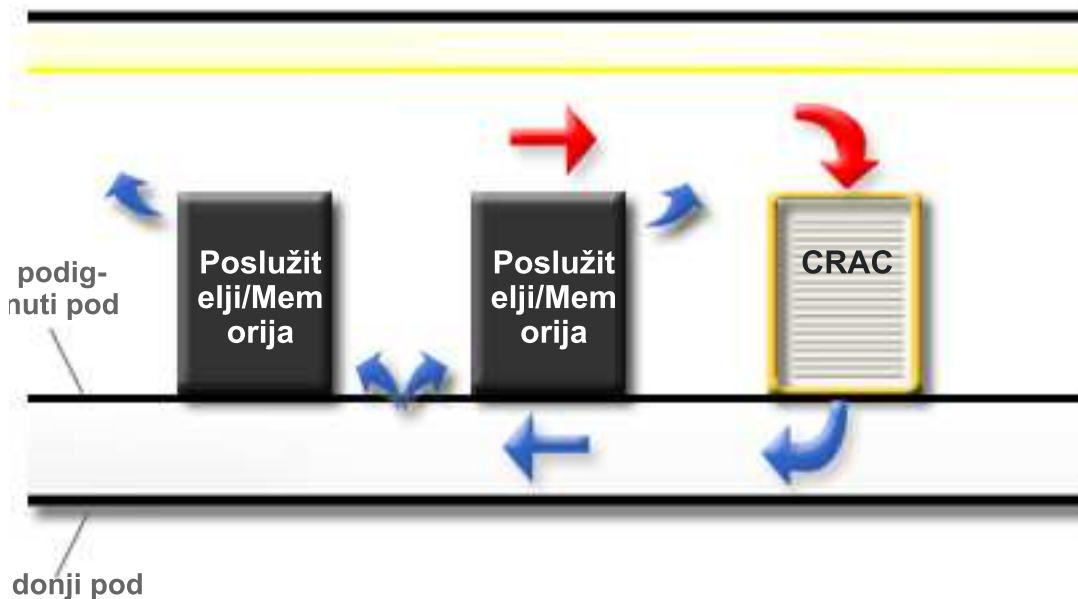 Poslužit
elji/Mem
orija
Poslužit
elji/Mem
orija
CRAC
podig-
nuti pod
donji pod